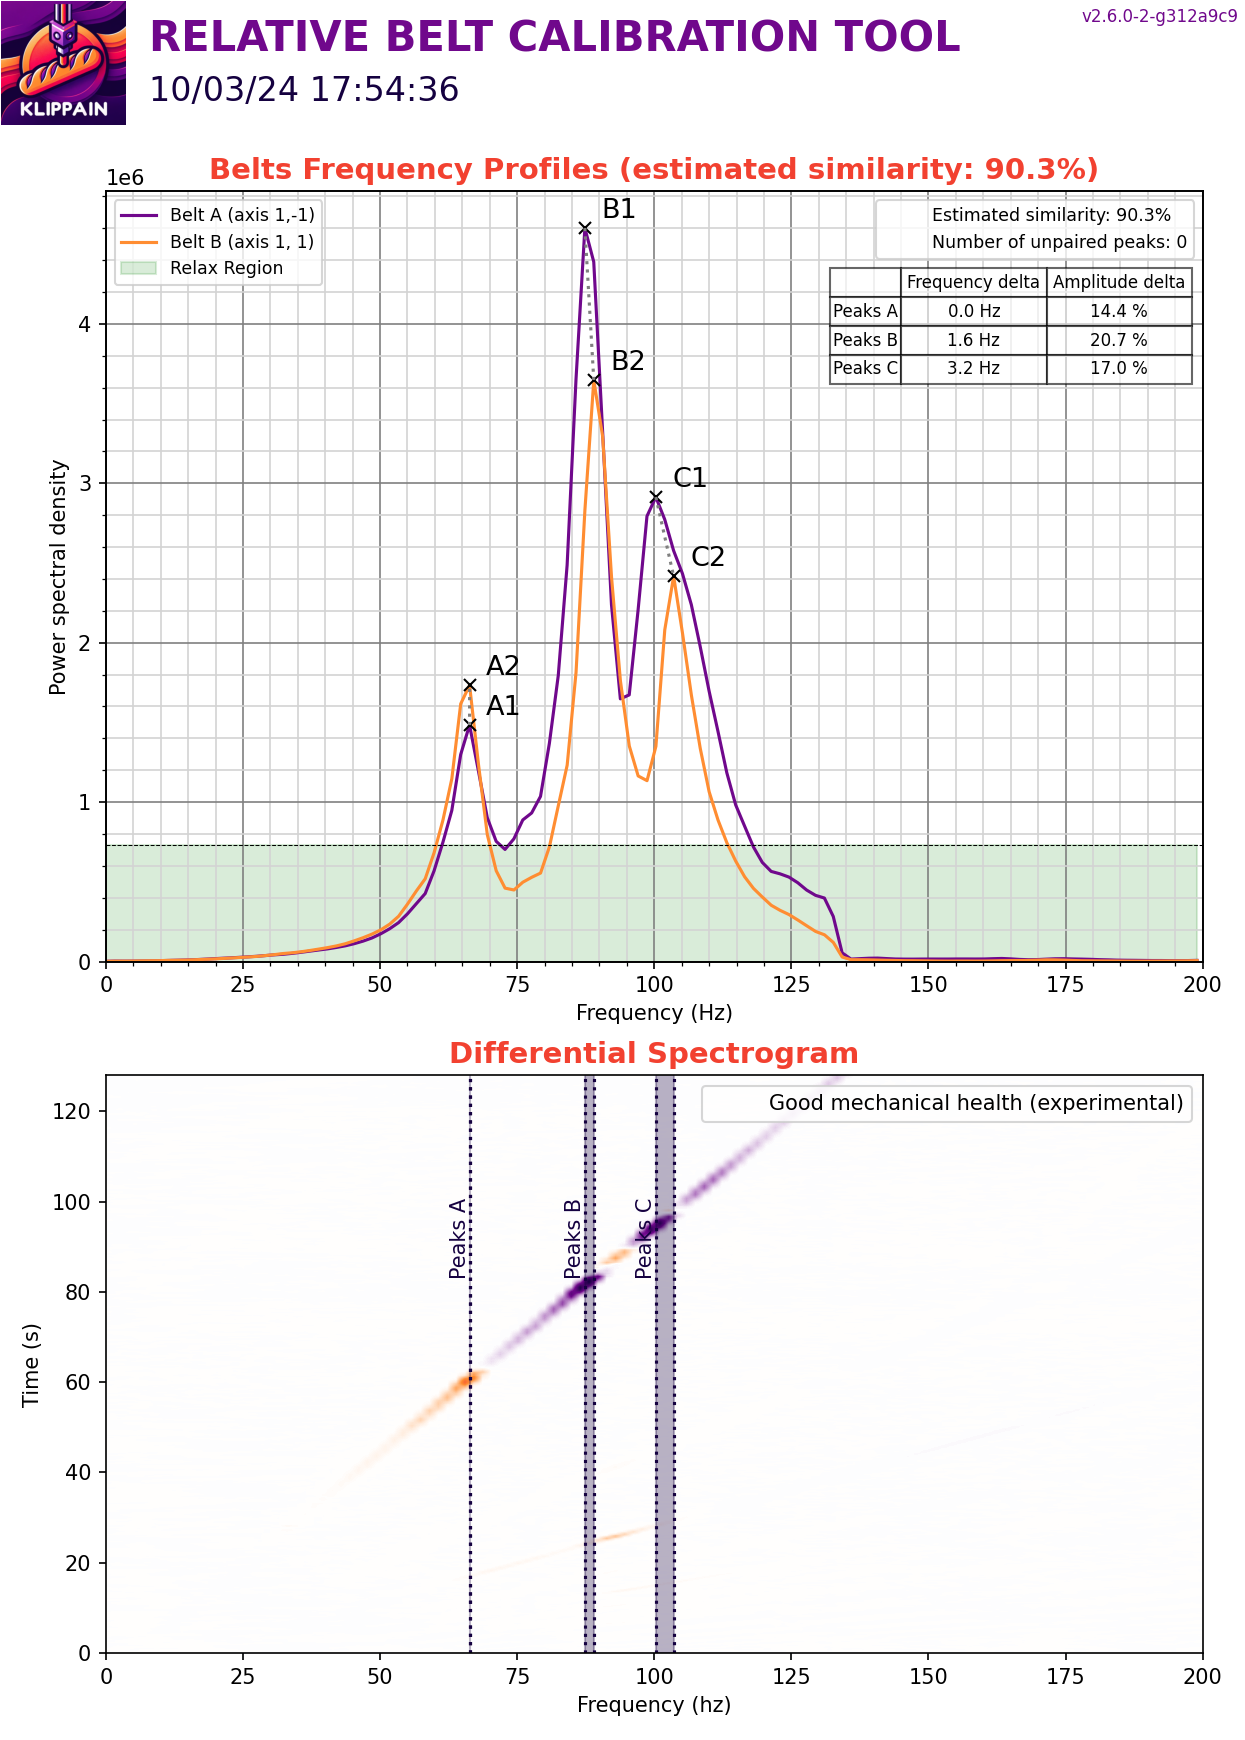 KLIPPAIN
RELATIVE BELT CALIBRATION TOOL
10/03/24 17:54:36
v2.6.0-2-g312a9c9
Belts Frequency Profiles (estimated similarity: 90.3%)
1e6
Belt A (axis 1,-1)
Belt B (axis 1, 1)
Relax Region
Estimated similarity: 90.3%
Number of unpaired peaks: 0
Frequency delta Amplitude delta
Peaks A 0.0 Hz 14.4 %
Peaks B 1.6 Hz 20.7 %
Peaks C 3.2 Hz 17.0 %
B1
B2
C1
C2
A2
A1
Power spectral density
4
3
2
1
0
0 25 50 75 100 125 150 175 200
Frequency (Hz)
Differential Spectrogram
Good mechanical health (experimental)
Peaks A
Peaks B
Peaks C
Time (s)
120
100
80
60
40
20
0
0 25 50 75 100 125 150 175 200
Frequency (hz)